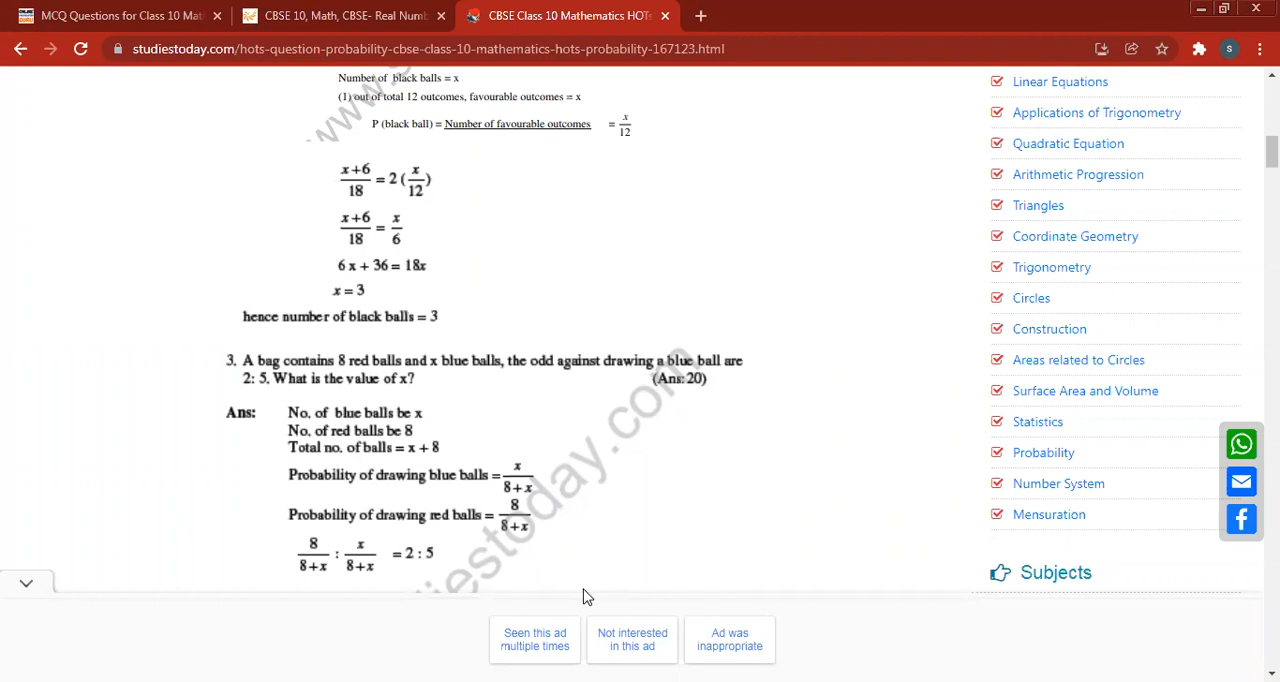 MCQ Questions for Class 10 Mat
CBSE 10, Math, CBSE- Real Numb
CBSE Class 10 Mathematics HOTs
studiestoday.com/hots-question-probability-cbse-class-10-mathematics-hots-probability-167123.html
S
Number of black balls = x
(1) out of total 12 outcomes, favourable outcomes = x
P (black ball) = Number of favourable outcomes = x/12
x+6/18 = 2 (x/12)
x+6/18 = x/6
6x + 36 = 18x
x = 3
hence number of black balls = 3
3. A bag contains 8 red balls and x blue balls, the odd against drawing a blue ball are
2: 5. What is the value of x? (Ans: 20)
Ans: No. of blue balls be x
No. of red balls be 8
Total no. of balls = x + 8
Probability of drawing blue balls = x/8+x
Probability of drawing red balls = 8/8+x
8/8+x : x/8+x = 2 : 5
www.s
diestoday.com
Linear Equations
Applications of Trigonometry
Quadratic Equation
Arithmetic Progression
Triangles
Coordinate Geometry
Trigonometry
Circles
Construction
Areas related to Circles
Surface Area and Volume
Statistics
Probability
Number System
Mensuration
Subjects
Seen this ad
multiple times
Not interested
in this ad
Ad was
inappropriate